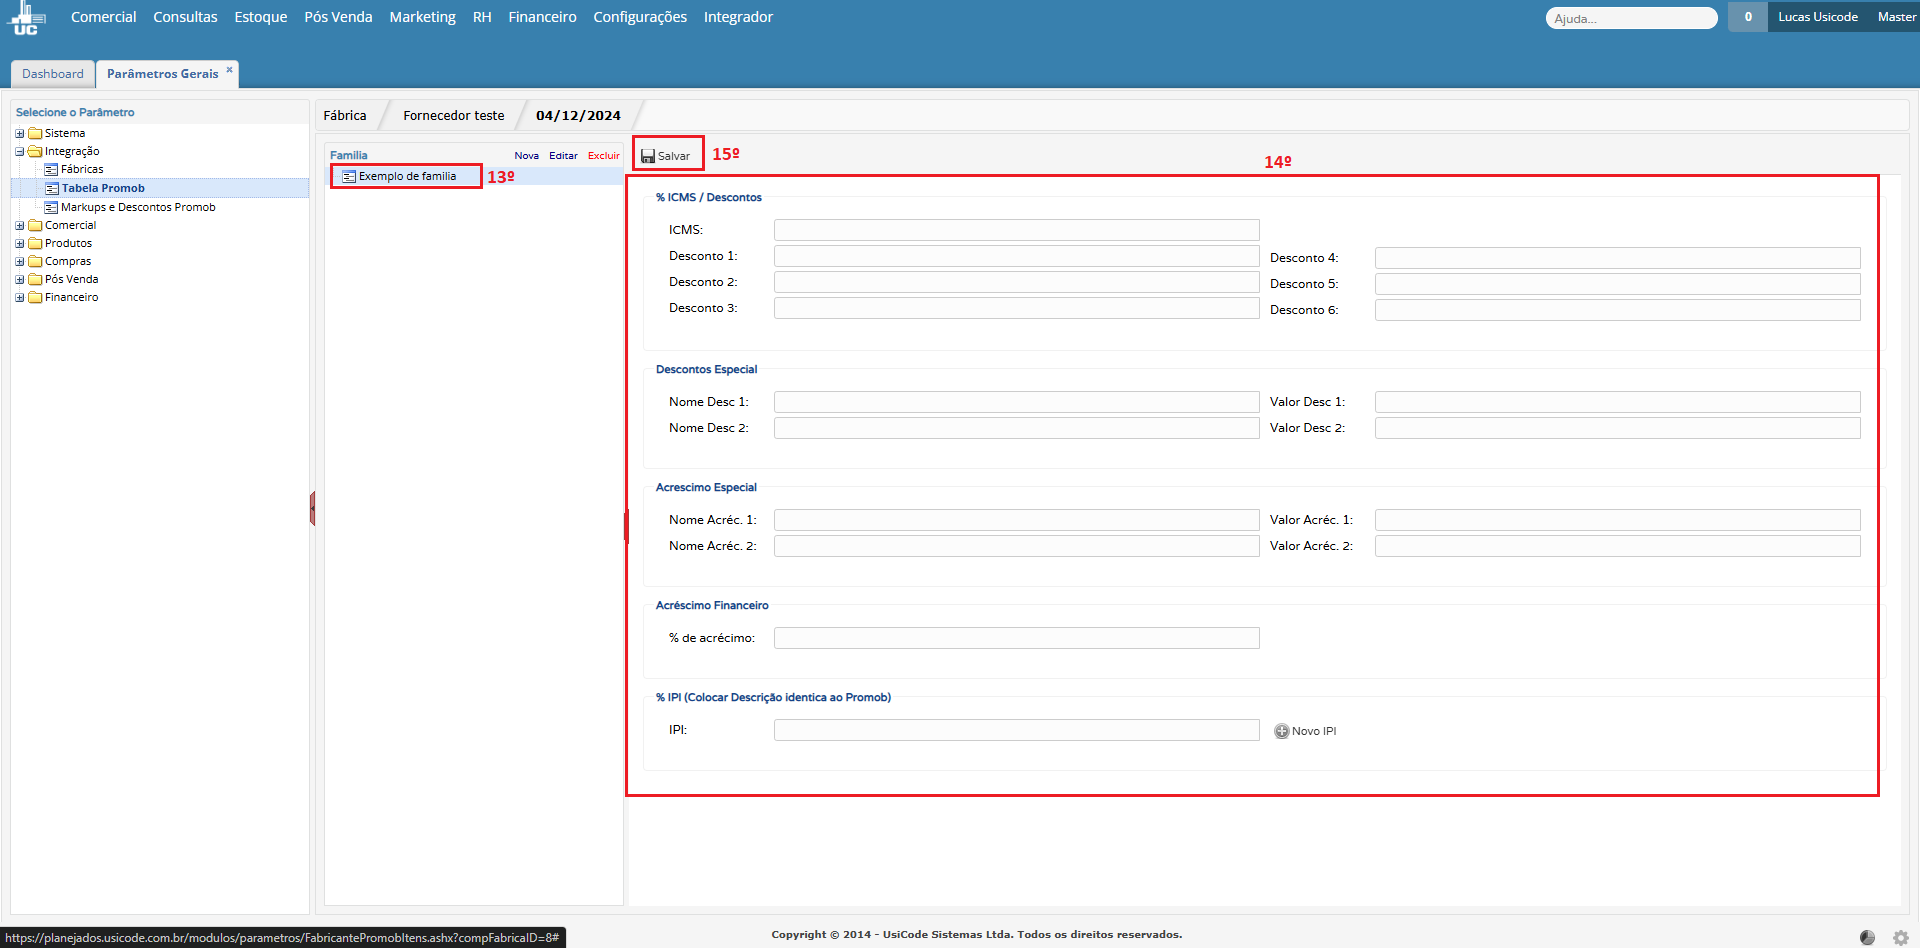 UC
Comercial Consultas Estoque Pós Venda Marketing RH Financeiro Configurações Integrador
Ajuda...
0 Lucas Usicode Master
Dashboard Parâmetros Gerais
Selecione o Parâmetro
Sistema
Integração
Fábricas
Tabela Promob
Markups e Descontos Promob
Comercial
Produtos
Compras
Pós Venda
Financeiro
Fábrica Fornecedor teste 04/12/2024
Familia Nova Editar Excluir
Exemplo de familia 13º
Salvar 15º
14º
% ICMS / Descontos
ICMS:
Desconto 1: Desconto 4:
Desconto 2: Desconto 5:
Desconto 3: Desconto 6:
Descontos Especial
Nome Desc 1: Valor Desc 1:
Nome Desc 2: Valor Desc 2:
Acrescimo Especial
Nome Acréc. 1: Valor Acréc. 1:
Nome Acréc. 2: Valor Acréc. 2:
Acréscimo Financeiro
% de acrécimo:
% IPI (Colocar Descrição identica ao Promob)
IPI: Novo IPI
https://planejados.usicode.com.br/modulos/parametros/FabricantePromobItens.ashx?compFabricaID=8#
Copyright © 2014 - UsiCode Sistemas Ltda. Todos os direitos reservados.